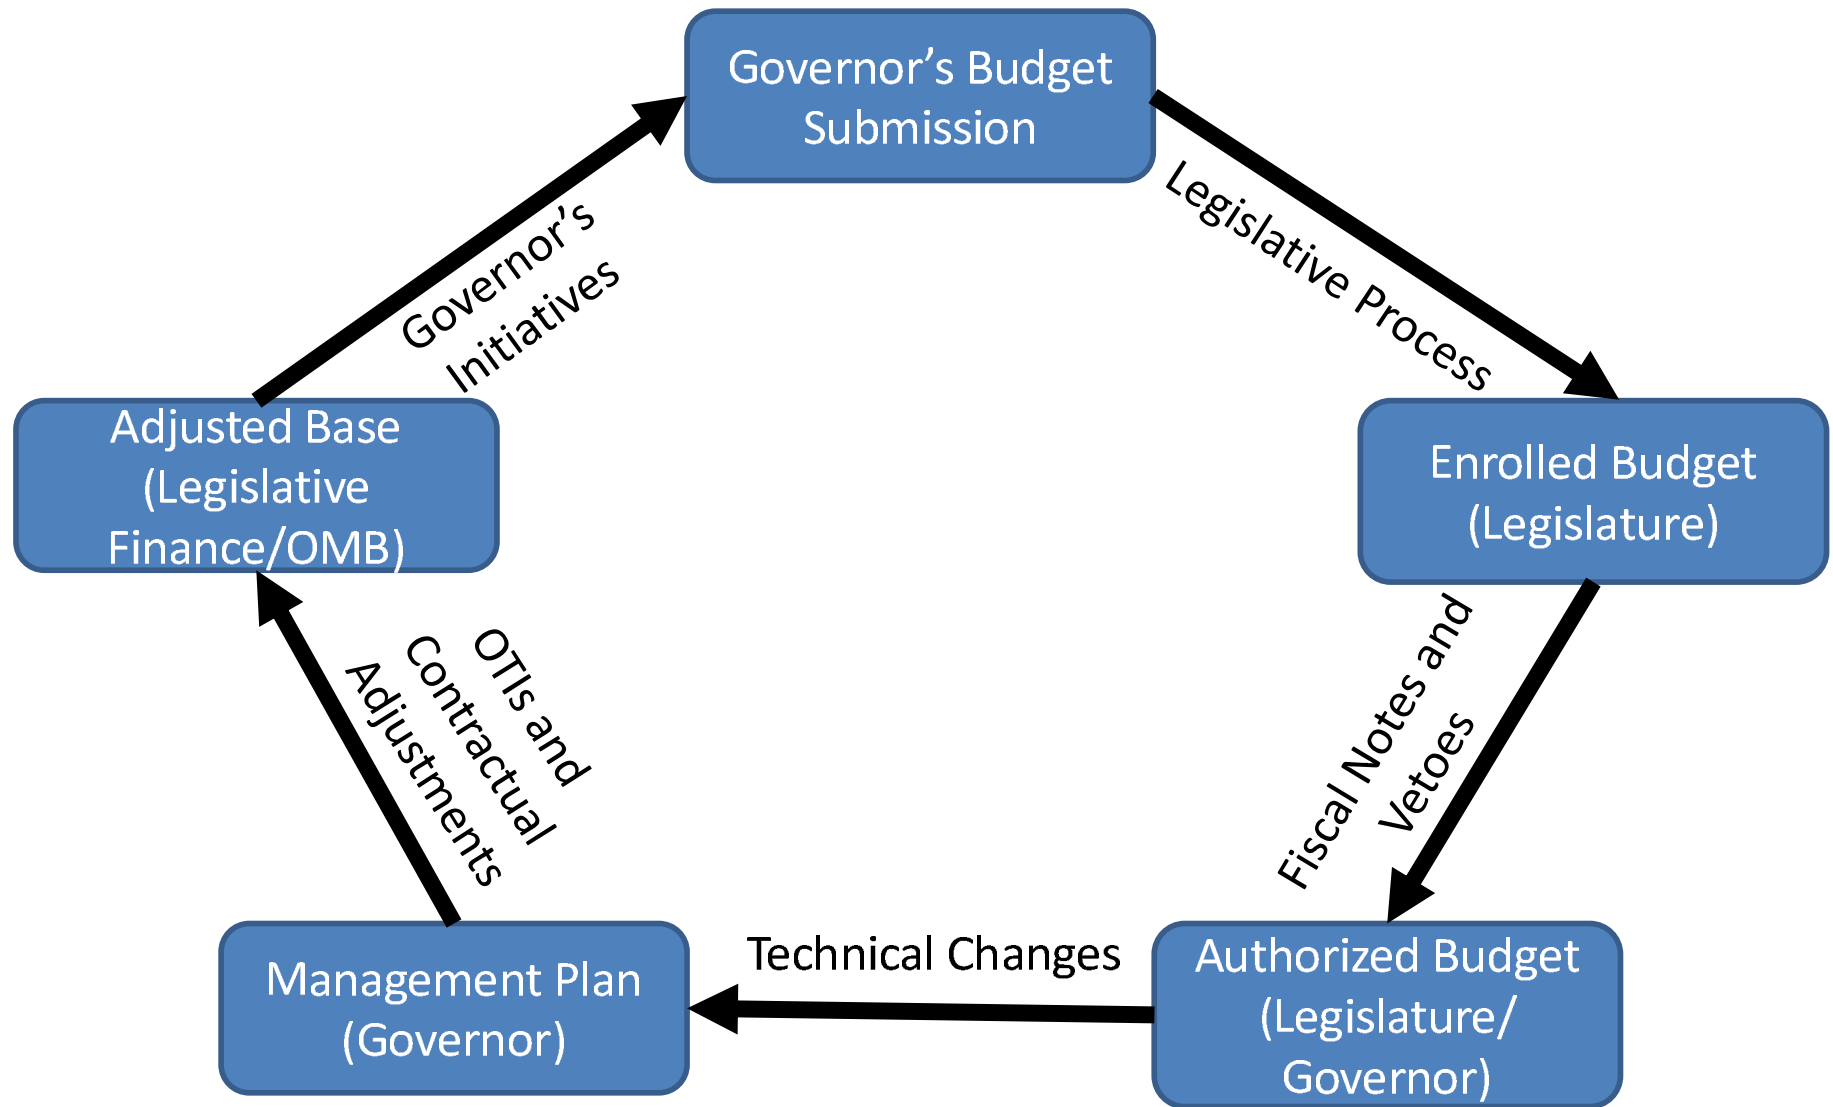 Governor’s Budget
Submission
Legislative Process
Enrolled Budget
(Legislature)
Fiscal Notes and
Vetoes
Authorized Budget
(Legislature/
Governor)
Technical Changes
Management Plan
(Governor)
OTIs and
Contractual
Adjustments
Adjusted Base
(Legislative
Finance/OMB)
Governor’s
Initiatives